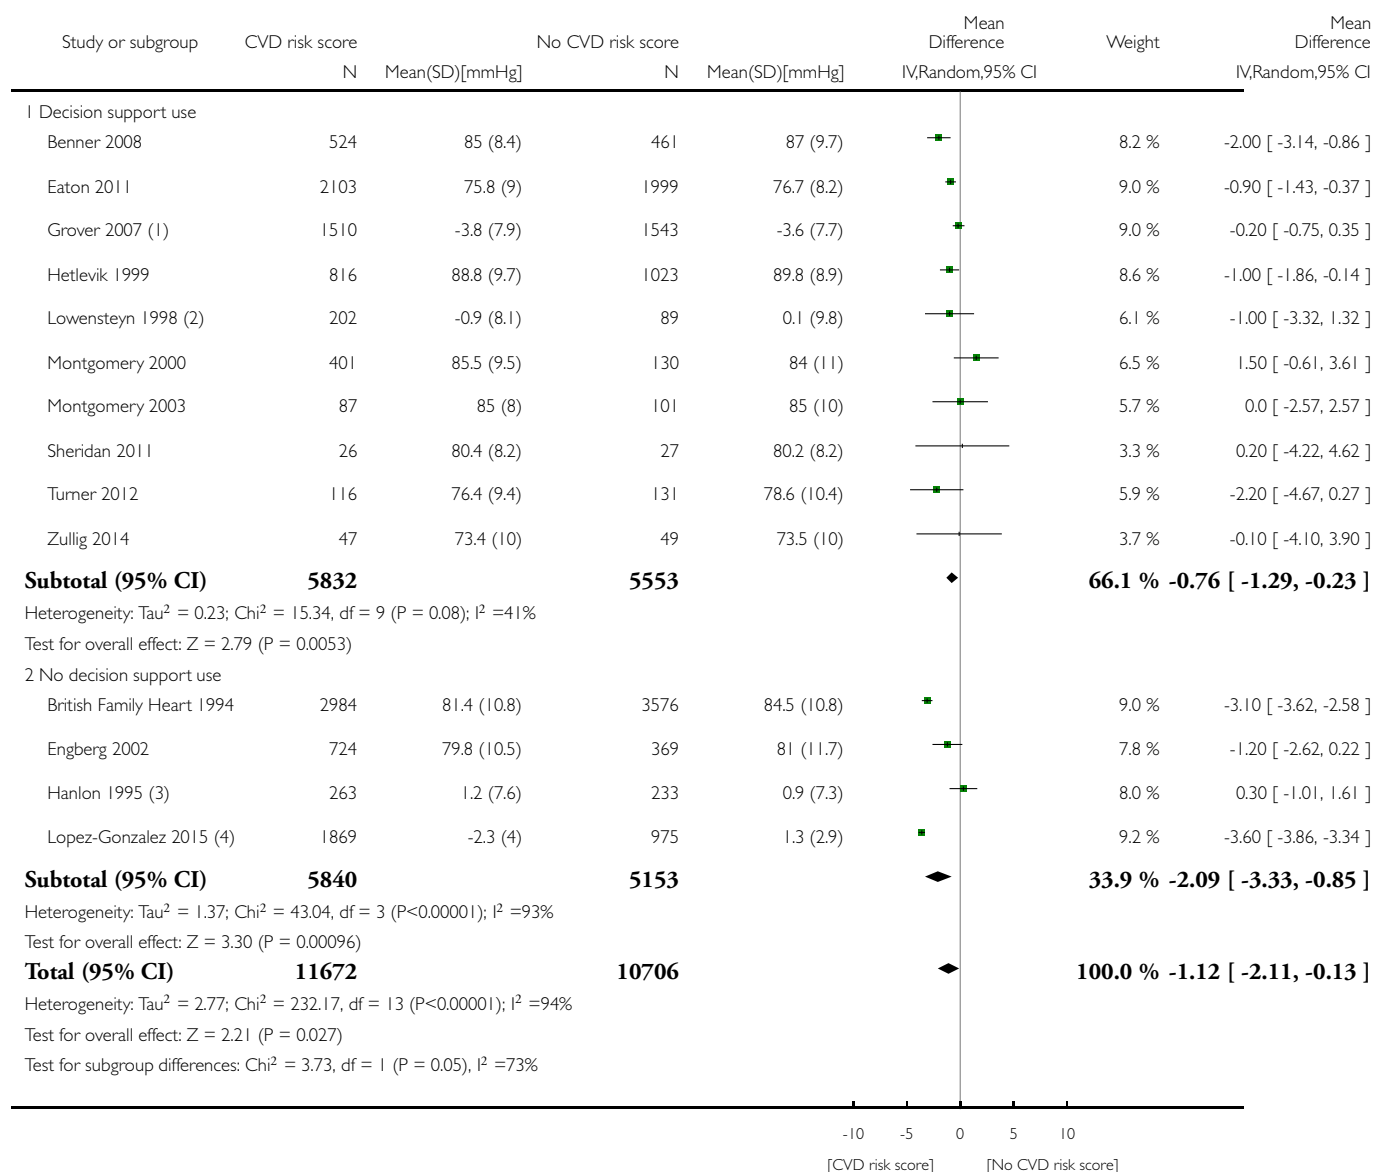 Mean Mean
Study or subgroup CVD risk score No CVD risk score Difference Weight Difference
N Mean(SD)[mmHg] N Mean(SD)[mmHg] IV,Random,95% CI IV,Random,95% CI
1 Decision support use
Benner 2008 524 85 (8.4) 461 87 (9.7) 8.2 % -2.00 [ -3.14, -0.86 ]
Eaton 2011 2103 75.8 (9) 1999 76.7 (8.2) 9.0 % -0.90 [ -1.43, -0.37 ]
Grover 2007 (1) 1510 -3.8 (7.9) 1543 -3.6 (7.7) 9.0 % -0.20 [ -0.75, 0.35 ]
Hetlevik 1999 816 88.8 (9.7) 1023 89.8 (8.9) 8.6 % -1.00 [ -1.86, -0.14 ]
Lowensteyn 1998 (2) 202 -0.9 (8.1) 89 0.1 (9.8) 6.1 % -1.00 [ -3.32, 1.32 ]
Montgomery 2000 401 85.5 (9.5) 130 84 (11) 6.5 % 1.50 [ -0.61, 3.61 ]
Montgomery 2003 87 85 (8) 101 85 (10) 5.7 % 0.0 [ -2.57, 2.57 ]
Sheridan 2011 26 80.4 (8.2) 27 80.2 (8.2) 3.3 % 0.20 [ -4.22, 4.62 ]
Turner 2012 116 76.4 (9.4) 131 78.6 (10.4) 5.9 % -2.20 [ -4.67, 0.27 ]
Zullig 2014 47 73.4 (10) 49 73.5 (10) 3.7 % -0.10 [ -4.10, 3.90 ]
Subtotal (95% CI) 5832 5553 66.1 % -0.76 [ -1.29, -0.23 ]
Heterogeneity: Tau² = 0.23; Chi² = 15.34, df = 9 (P = 0.08); I² =41%
Test for overall effect: Z = 2.79 (P = 0.0053)
2 No decision support use
British Family Heart 1994 2984 81.4 (10.8) 3576 84.5 (10.8) 9.0 % -3.10 [ -3.62, -2.58 ]
Engberg 2002 724 79.8 (10.5) 369 81 (11.7) 7.8 % -1.20 [ -2.62, 0.22 ]
Hanlon 1995 (3) 263 1.2 (7.6) 233 0.9 (7.3) 8.0 % 0.30 [ -1.01, 1.61 ]
Lopez-Gonzalez 2015 (4) 1869 -2.3 (4) 975 1.3 (2.9) 9.2 % -3.60 [ -3.86, -3.34 ]
Subtotal (95% CI) 5840 5153 33.9 % -2.09 [ -3.33, -0.85 ]
Heterogeneity: Tau² = 1.37; Chi² = 43.04, df = 3 (P<0.00001); I² =93%
Test for overall effect: Z = 3.30 (P = 0.00096)
Total (95% CI) 11672 10706 100.0 % -1.12 [ -2.11, -0.13 ]
Heterogeneity: Tau² = 2.77; Chi² = 232.17, df = 13 (P<0.00001); I² =94%
Test for overall effect: Z = 2.21 (P = 0.027)
Test for subgroup differences: Chi² = 3.73, df = 1 (P = 0.05), I² =73%
-10 -5 0 5 10
[CVD risk score] [No CVD risk score]